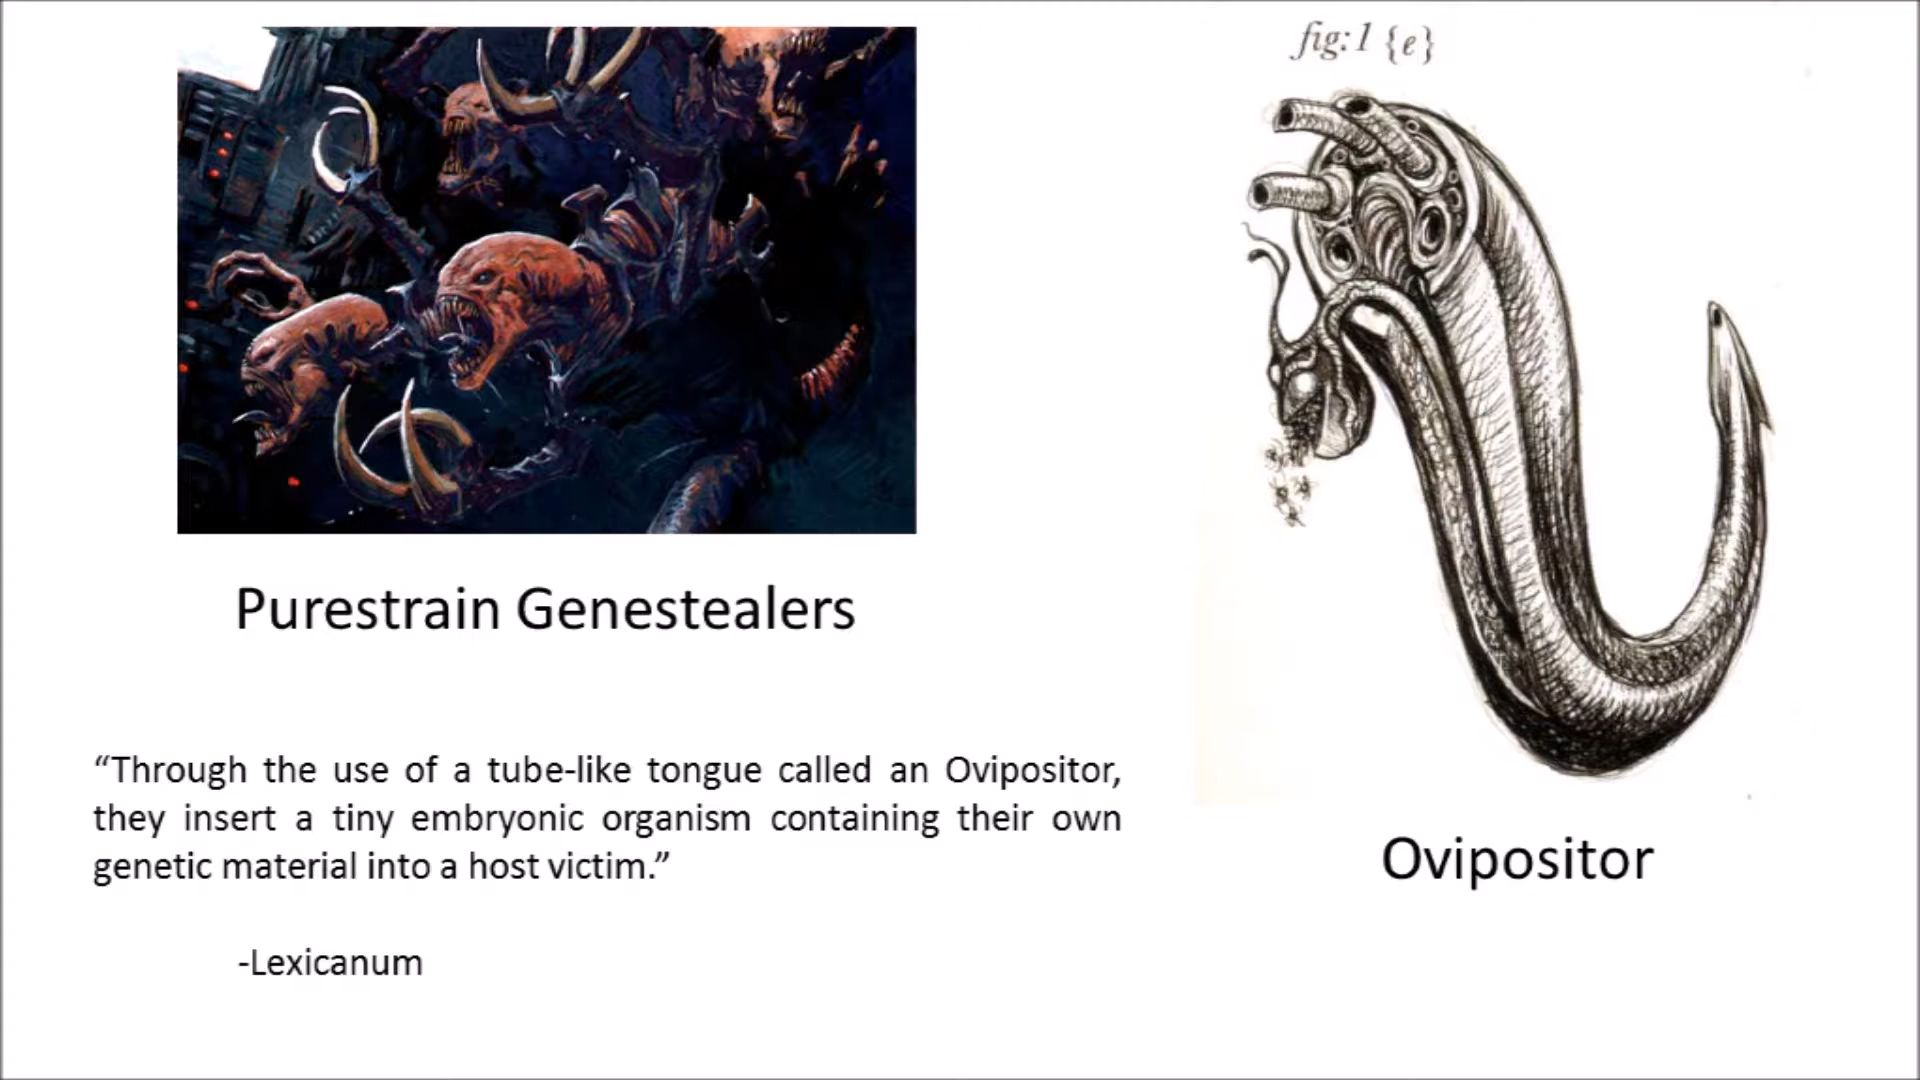 fig: 1 {e}
Purestrain Genestealers
“Through the use of a tube-like tongue called an Ovipositor,
they insert a tiny embryonic organism containing their own
genetic material into a host victim.”
-Lexicanum
Ovipositor